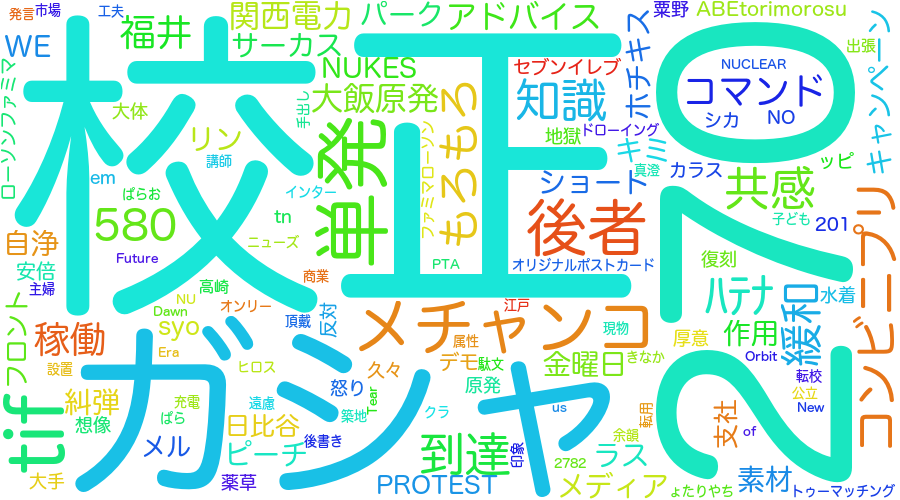 発言 市場 工夫
関西電力 パーク アドバイス 粟野 ABEtorimorosu
WE 福井 サーカス ホチキス 出張
校正 270
NUKES セブンイレブ NUCLEAR キャンペーン
ローソンファミマ 大体 手出し 大飯原発 もろもろ 知識 コマンド
シカ NO
リン 単発 地獄 ドローイング キミ
講師 ファミマローソン 真澄 カラス ッピ
em ぱらお インター ショー 共感
580 tn 後者 子ども 201
自浄 ニューズ コンビニプリ
安倍 Future PTA オリジナルポストカード 復刻
主婦 高崎 商業 ハテナ 水着
フロント NU オンリー 江戸 緩和
稼働 Dawn 頂戴 反対 メチャンコ 現物 厚意 作用
syo 属性
Era デモ 駄文 金曜日 きなか Orbit
設置 ガシャ ヒロス 怒り 久々 原発 転校
tif 糾弾 充電 遠慮 Tear クラ us New 公立
想像 ぱら 日比谷 築地 余韻 転用 支社 of
メル 後書き 到達 印象
ピーチ 2782 ラス
大手 薬草 PROTEST メディア ょたりやち 素材 トゥーマッチング